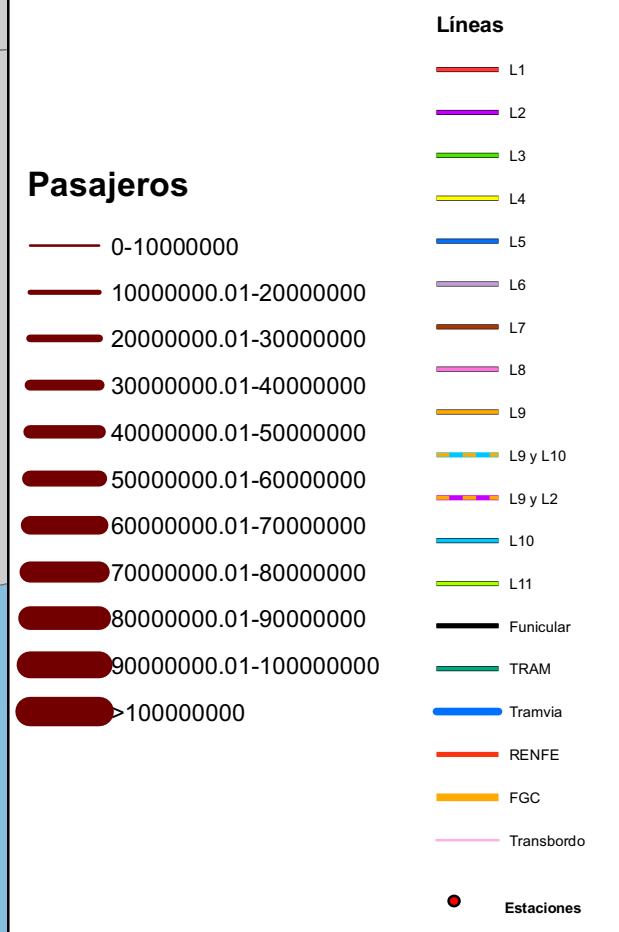 Pasajeros
0-10000000
10000000.01-20000000
20000000.01-30000000
30000000.01-40000000
40000000.01-50000000
50000000.01-60000000
60000000.01-70000000
70000000.01-80000000
80000000.01-90000000
90000000.01-100000000
>100000000
Líneas
L1
L2
L3
L4
L5
L6
L7
L8
L9
L9 y L10
L9 y L2
L10
L11
Funicular
TRAM
Tramvia
RENFE
FGC
Transbordo
Estaciones